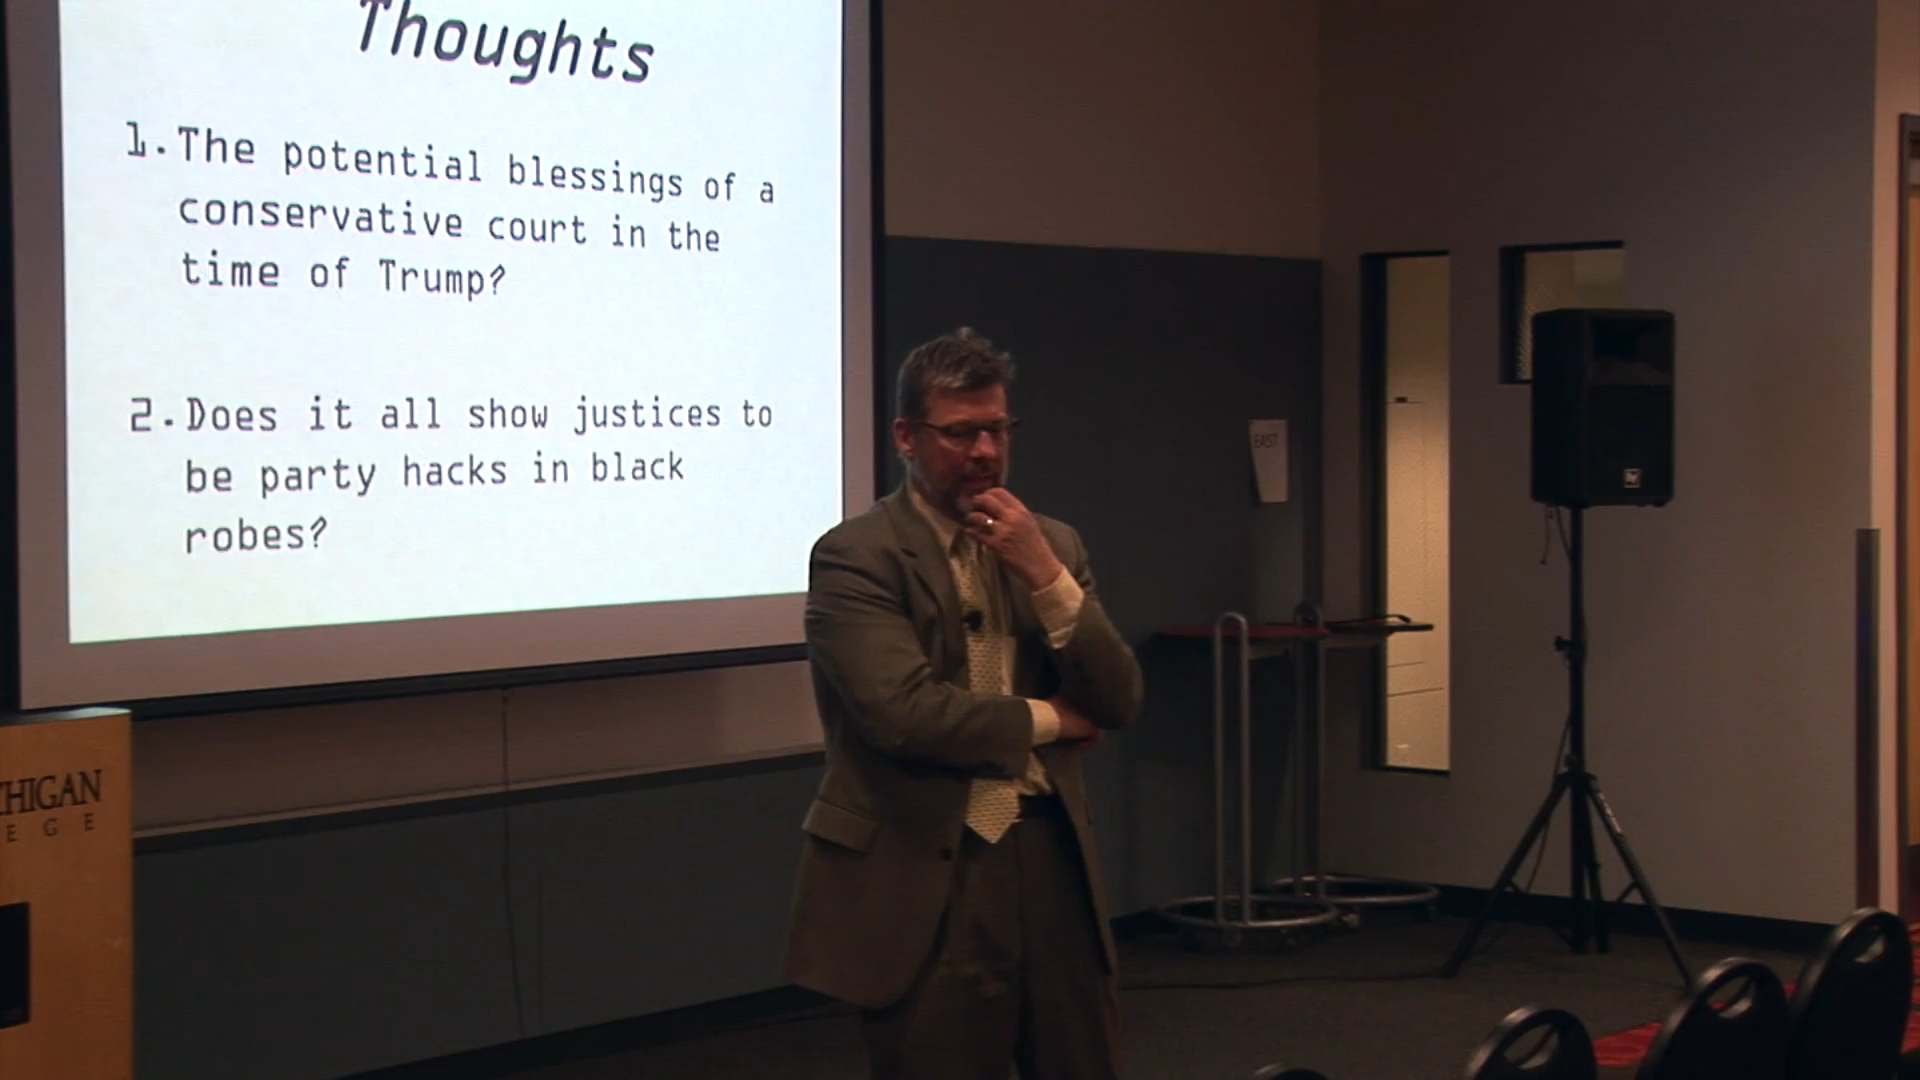 Thoughts
1. The potential blessings of a
conservative court in the
time of Trump?
2. Does it all show justices to
be party hacks in black
robes?
EAST
HIGAN
E G E